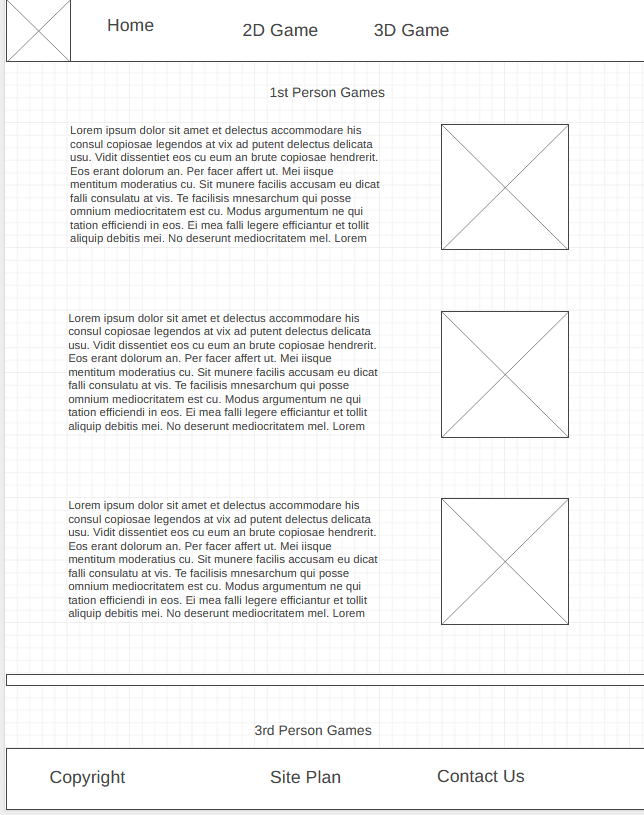 Home
2D Game
3D Game
1st Person Games
Lorem ipsum dolor sit amet et delectus accommodare his
consul copiosae legendos at vix ad putent delectus delicata
usu. Vidit dissentiet eos cu eum an brute copiosae hendrerit.
Eos erant dolorum an. Per facer affert ut. Mei iisque
mentitum moderatius cu. Sit munere facilis accusam eu dicat
falli consulatu at vis. Te facilisis mnesarchum qui posse
omnium mediocritatem est cu. Modus argumentum ne qui
tation efficiendi in eos. Ei mea falli legere efficiantur et tollit
aliquip debitis mei. No deserunt mediocritatem mel. Lorem
Lorem ipsum dolor sit amet et delectus accommodare his
consul copiosae legendos at vix ad putent delectus delicata
usu. Vidit dissentiet eos cu eum an brute copiosae hendrerit.
Eos erant dolorum an. Per facer affert ut. Mei iisque
mentitum moderatius cu. Sit munere facilis accusam eu dicat
falli consulatu at vis. Te facilisis mnesarchum qui posse
omnium mediocritatem est cu. Modus argumentum ne qui
tation efficiendi in eos. Ei mea falli legere efficiantur et tollit
aliquip debitis mei. No deserunt mediocritatem mel. Lorem
Lorem ipsum dolor sit amet et delectus accommodare his
consul copiosae legendos at vix ad putent delectus delicata
usu. Vidit dissentiet eos cu eum an brute copiosae hendrerit.
Eos erant dolorum an. Per facer affert ut. Mei iisque
mentitum moderatius cu. Sit munere facilis accusam eu dicat
falli consulatu at vis. Te facilisis mnesarchum qui posse
omnium mediocritatem est cu. Modus argumentum ne qui
tation efficiendi in eos. Ei mea falli legere efficiantur et tollit
aliquip debitis mei. No deserunt mediocritatem mel. Lorem
3rd Person Games
Copyright
Site Plan
Contact Us